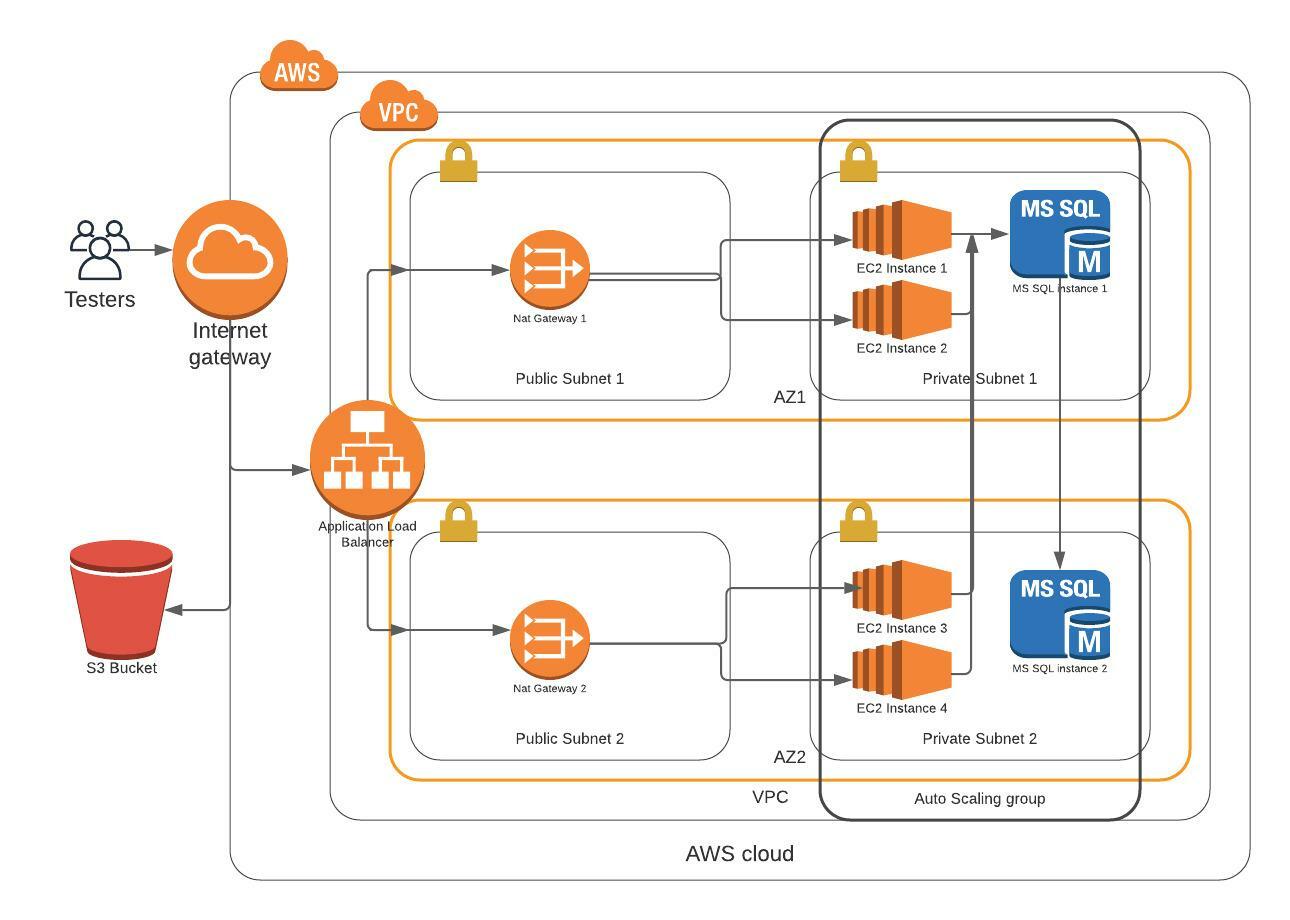 AWS
VPC
Testers
Internet
gateway
Nat Gateway 1
Public Subnet 1
AZ1
EC2 Instance 1
EC2 Instance 2
MS SQL
M
MS SQL instance 1
Private Subnet 1
Application Load
Balancer
S3 Bucket
Nat Gateway 2
Public Subnet 2
AZ2
EC2 Instance 3
EC2 Instance 4
MS SQL
M
MS SQL instance 2
Private Subnet 2
VPC
Auto Scaling group
AWS cloud